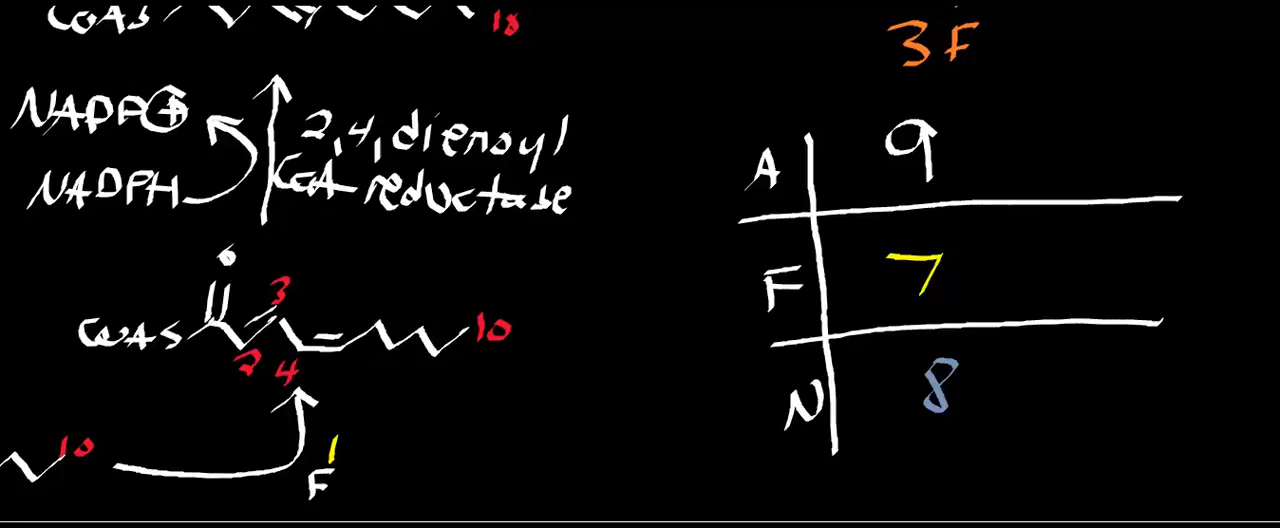 COAS 18
3F
NADP⊕
NADPH
2,4, dienoyl
COA reductase
A 9
F 7
N 8
3
COAS 10
2 4
10
1
F